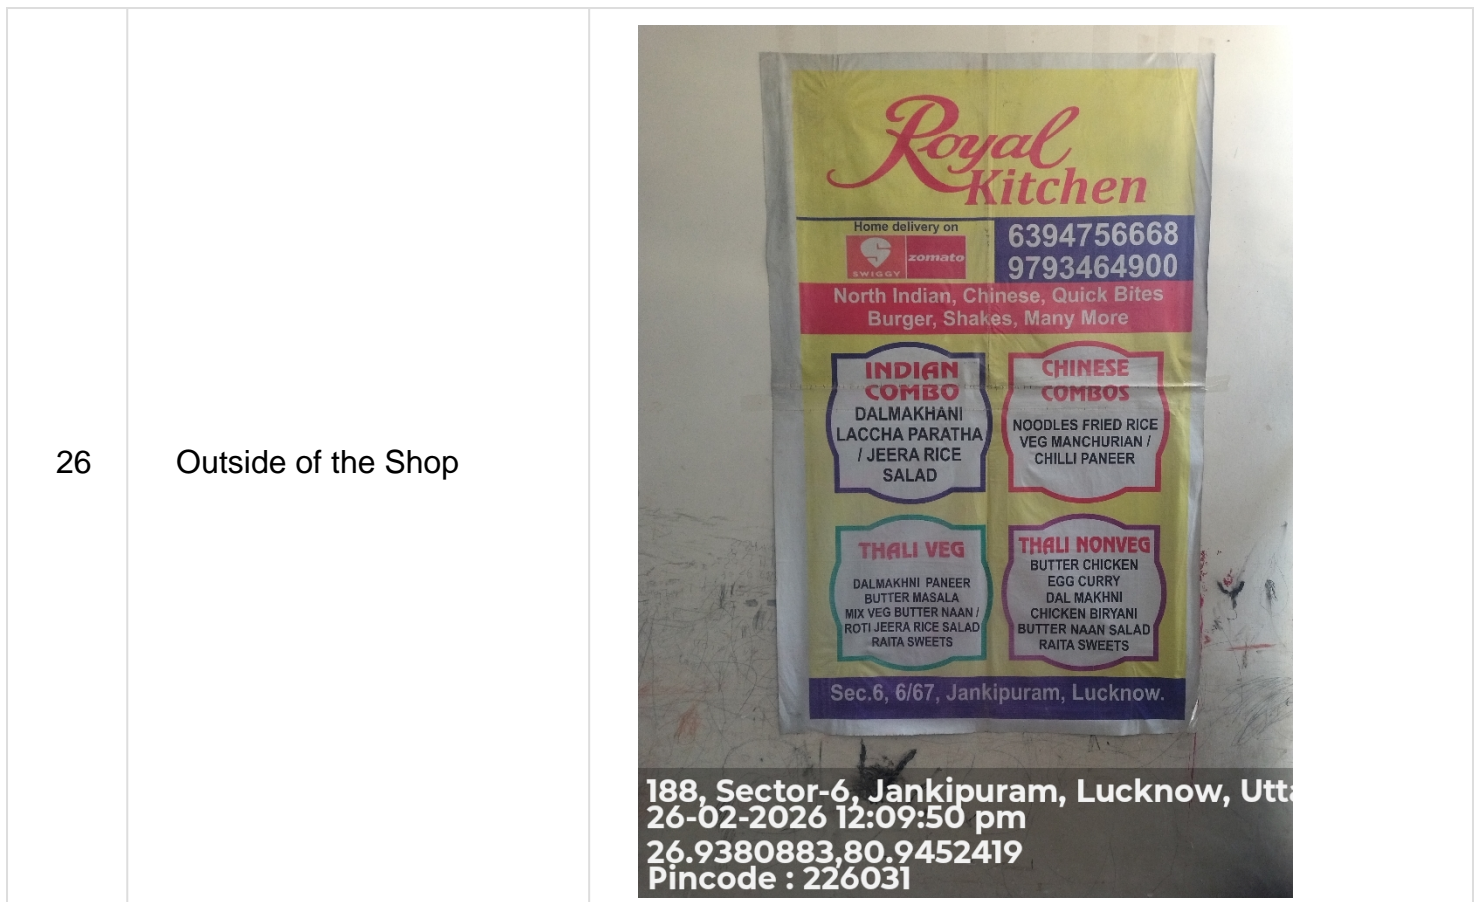 26
Outside of the Shop
Royal
Kitchen
Home delivery on
SWIGGY
zomato
6394756668
9793464900
North Indian, Chinese, Quick Bites
Burger, Shakes, Many More
INDIAN
COMBO
DALMAKHANI
LACCHA PARATHA
/ JEERA RICE
SALAD
CHINESE
COMBOS
NOODLES FRIED RICE
VEG MANCHURIAN /
CHILLI PANEER
THALI VEG
DALMAKHNI PANEER
BUTTER MASALA
MIX VEG BUTTER NAAN /
ROTI JEERA RICE SALAD
RAITA SWEETS
THALI NONVEG
BUTTER CHICKEN
EGG CURRY
DAL MAKHNI
CHICKEN BIRYANI
BUTTER NAAN SALAD
RAITA SWEETS
Sec.6, 6/67, Jankipuram, Lucknow.
188, Sector-6, Jankipuram, Lucknow,
26-02-2026 12:09:50 pm
26.9380883,80.9452419
Pincode : 226031